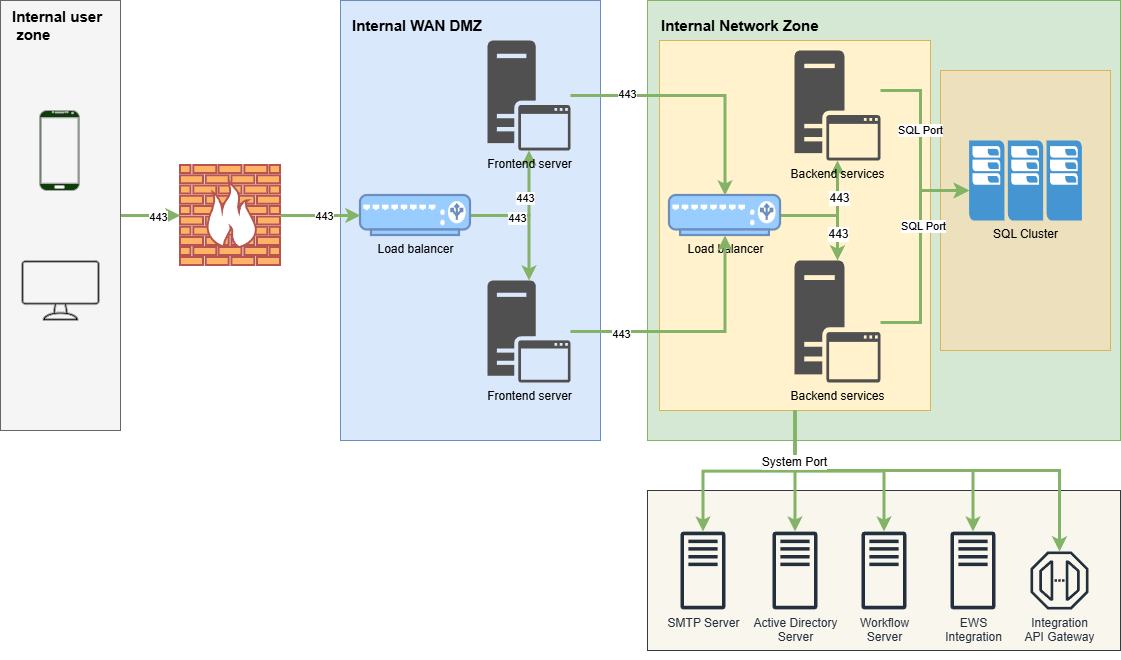 Internal user
zone
Internal WAN DMZ
Internal Network Zone
443
443
443
443
Frontend server
Load balancer
Frontend server
443
443
Load balancer
443
443
Backend services
Backend services
SQL Port
SQL Port
SQL Cluster
System Port
SMTP Server
Active Directory
Server
Workflow
Server
EWS
Integration
Integration
API Gateway